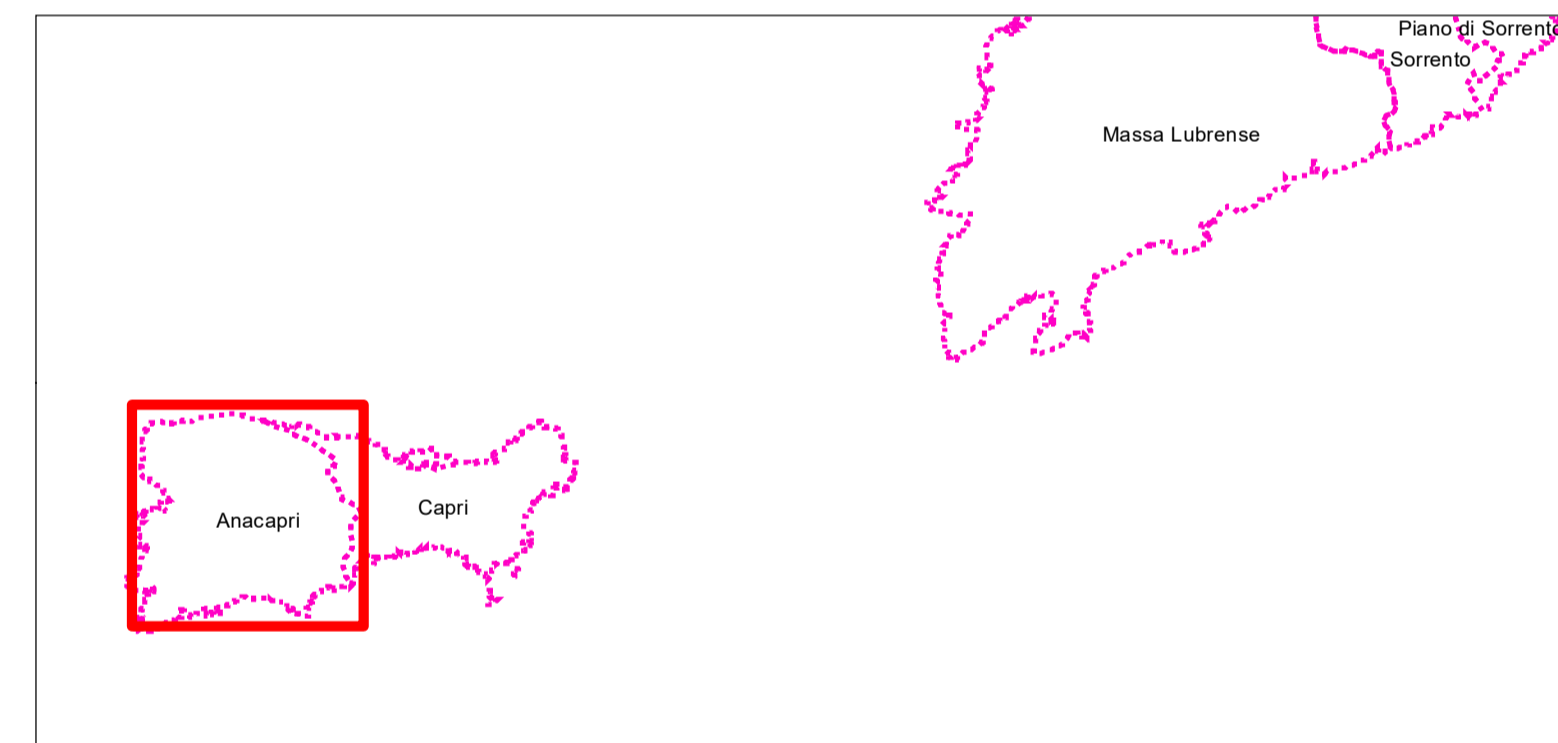 Piano di Sorrento
Sorrento
Massa Lubrense
Capri
Anacapri